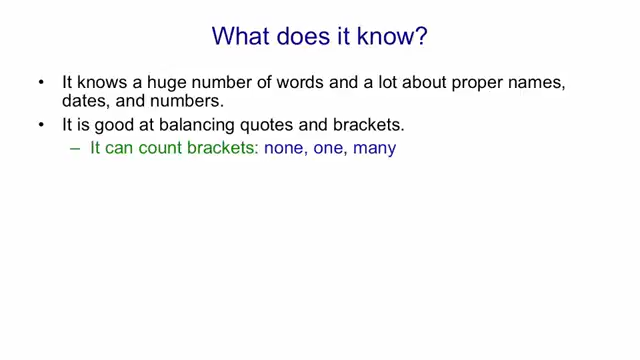 What does it know?
• It knows a huge number of words and a lot about proper names,
dates, and numbers.
• It is good at balancing quotes and brackets.
– It can count brackets: none, one, many